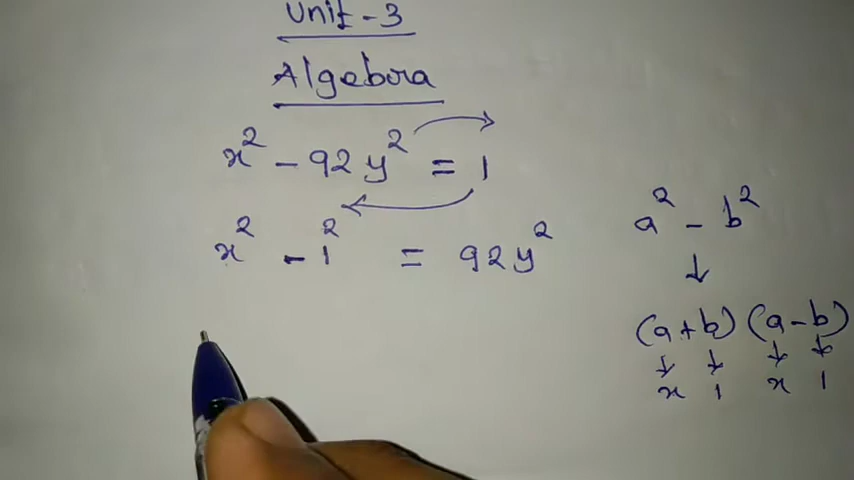 Unit-3
Algebra
x² - 92y² = 1
x² - 1² = 92y²
a² - b²
↓
(a+b) (a-b)
↓ ↓ ↓ ↓
x 1 x 1